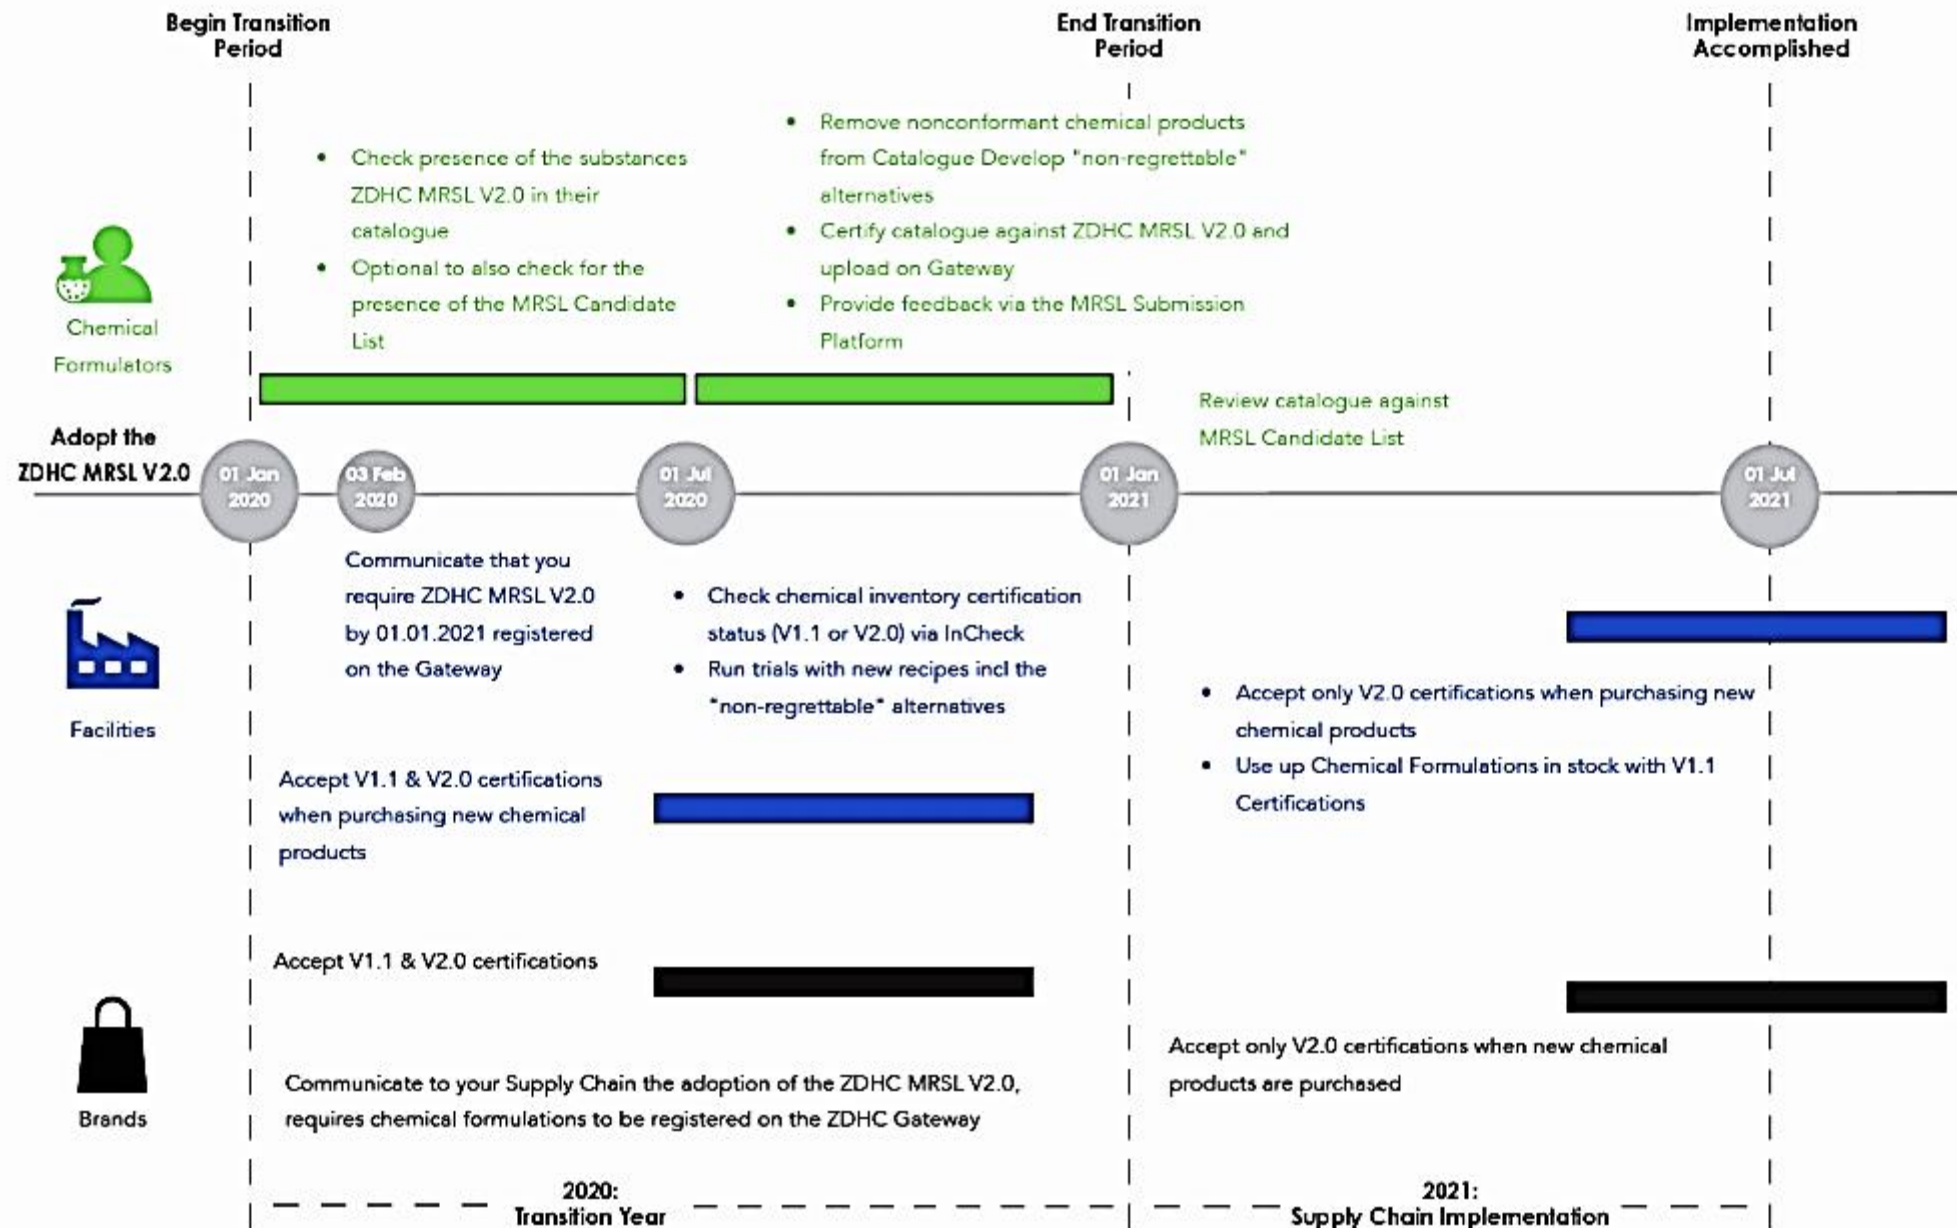 Begin Transition
Period
End Transition
Period
Implementation
Accomplished
• Check presence of the substances
ZDHC MRSL V2.0 in their
catalogue
• Optional to also check for the
presence of the MRSL Candidate
List
• Remove nonconformant chemical products
from Catalogue Develop "non-regrettable"
alternatives
• Certify catalogue against ZDHC MRSL V2.0 and
upload on Gateway
• Provide feedback via the MRSL Submission
Platform
Chemical
Formulators
Review catalogue against
MRSL Candidate List
Adopt the
ZDHC MRSL V2.0
01 Jan
2020
03 Feb
2020
01 Jul
2020
01 Jan
2021
01 Jul
2021
Communicate that you
require ZDHC MRSL V2.0
by 01.01.2021 registered
on the Gateway
• Check chemical inventory certification
status (V1.1 or V2.0) via InCheck
• Run trials with new recipes incl the
"non-regrettable" alternatives
Facilities
• Accept only V2.0 certifications when purchasing new
chemical products
• Use up Chemical Formulations in stock with V1.1
Certifications
Accept V1.1 & V2.0 certifications
when purchasing new chemical
products
Accept V1.1 & V2.0 certifications
Brands
Communicate to your Supply Chain the adoption of the ZDHC MRSL V2.0,
requires chemical formulations to be registered on the ZDHC Gateway
Accept only V2.0 certifications when new chemical
products are purchased
2020:
Transition Year
2021:
Supply Chain Implementation